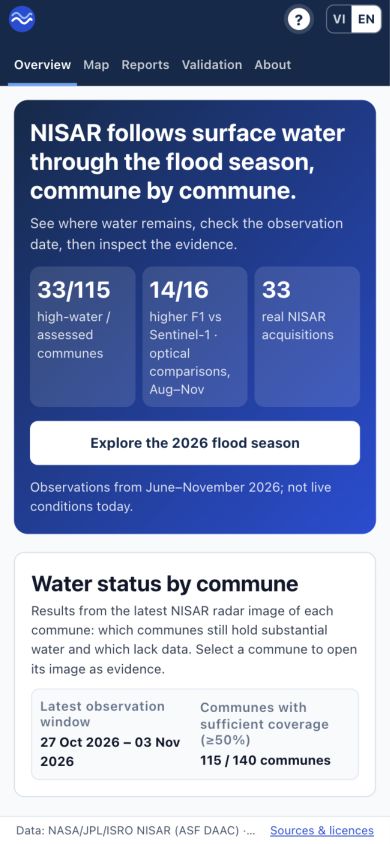 ?
VI EN
Overview Map Reports Validation About
NISAR follows surface water
through the flood season,
commune by commune.
See where water remains, check the observation
date, then inspect the evidence.
33/115
high-water /
assessed
communes
14/16
higher F1 vs
Sentinel-1 ·
optical
comparisons,
Aug–Nov
33
real NISAR
acquisitions
Explore the 2026 flood season
Observations from June–November 2026; not live
conditions today.
Water status by commune
Results from the latest NISAR radar image of each
commune: which communes still hold substantial
water and which lack data. Select a commune to open
its image as evidence.
Latest observation
window
27 Oct 2026 – 03 Nov
2026
Communes with
sufficient coverage
(≥50%)
115 / 140 communes
Data: NASA/JPL/ISRO NISAR (ASF DAAC) ·... Sources & licences